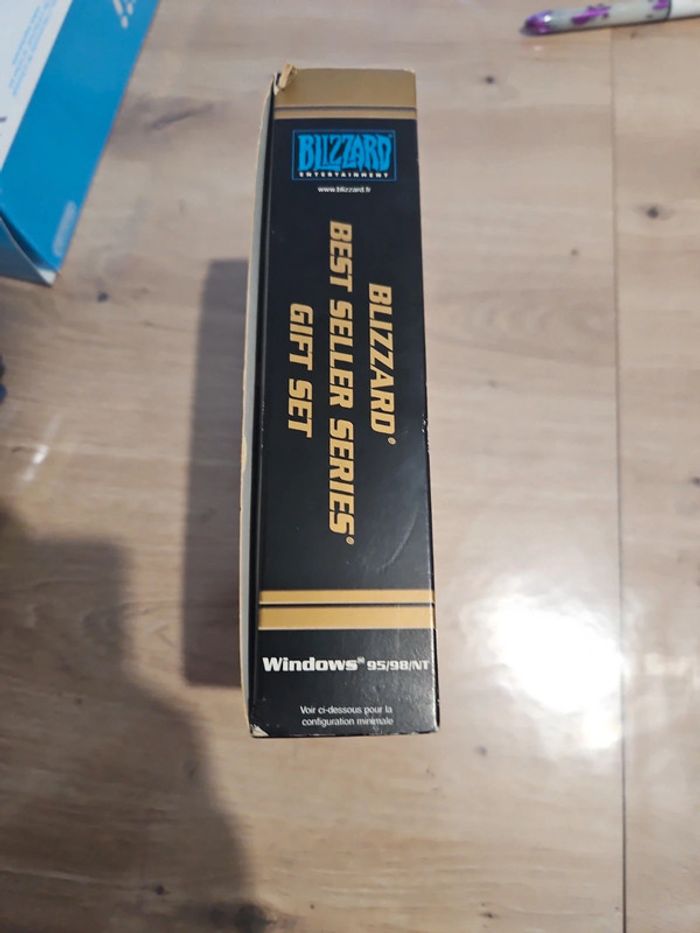 BLIZZARD
ENTERTAINMENT
www.blizzard.fr
BLIZZARD®
BEST SELLER SERIES®
GIFT SET
Windows® 95/98/NT
Voir ci-dessous pour la
configuration minimale